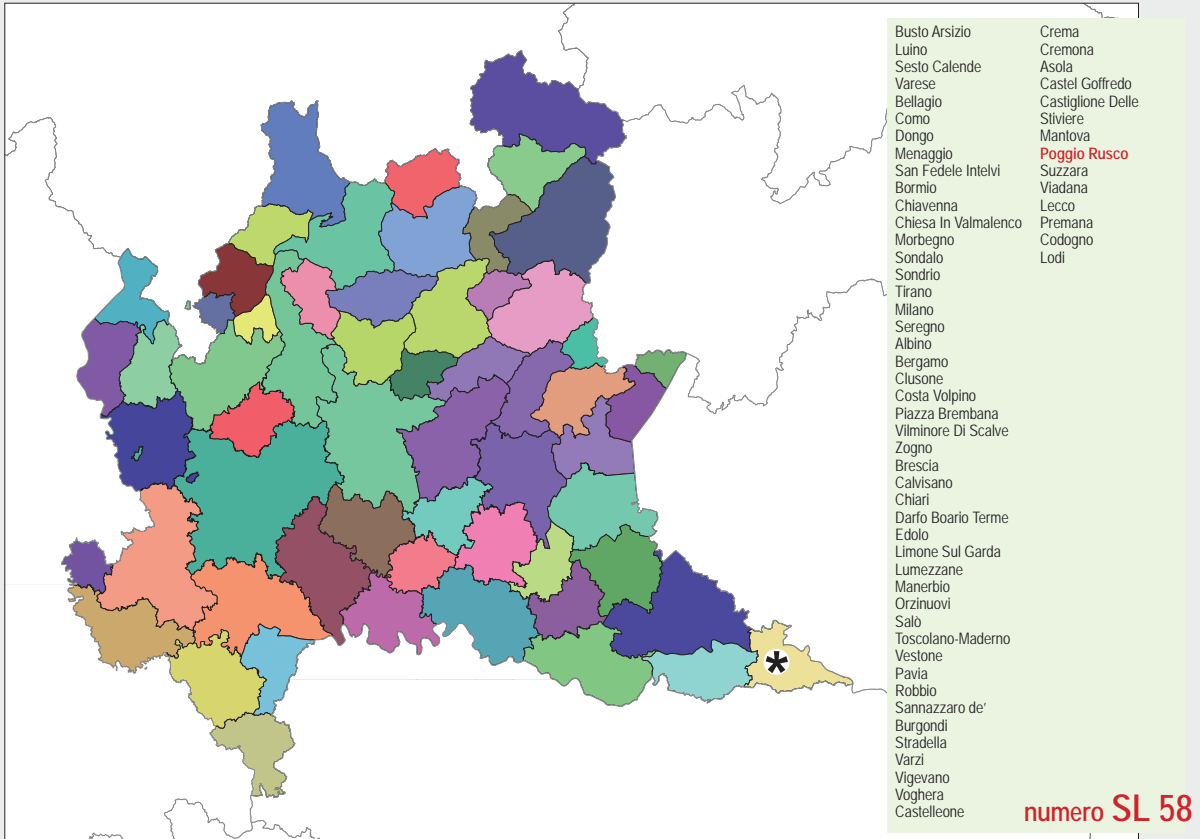 Busto Arsizio
Luino
Sesto Calende
Varese
Bellagio
Como
Dongo
Menaggio
San Fedele Intelvi
Bormio
Chiavenna
Chiesa In Valmalenco
Morbegno
Sondalo
Sondrio
Tirano
Milano
Seregno
Albino
Bergamo
Clusone
Costa Volpino
Piazza Brembana
Vilminore Di Scalve
Zogno
Brescia
Calvisano
Chiari
Darfo Boario Terme
Edolo
Limone Sul Garda
Lumezzane
Manerbio
Orzinuovi
Salò
Toscolano-Maderno
Vestone
Pavia
Robbio
Sannazzaro de'
Burgondi
Stradella
Varzi
Vigevano
Voghera
Castelleone
Crema
Cremona
Asola
Castel Goffredo
Castiglione Delle
Stiviere
Mantova
Poggio Rusco
Suzzara
Viadana
Lecco
Premana
Codogno
Lodi
*
numero SL 58